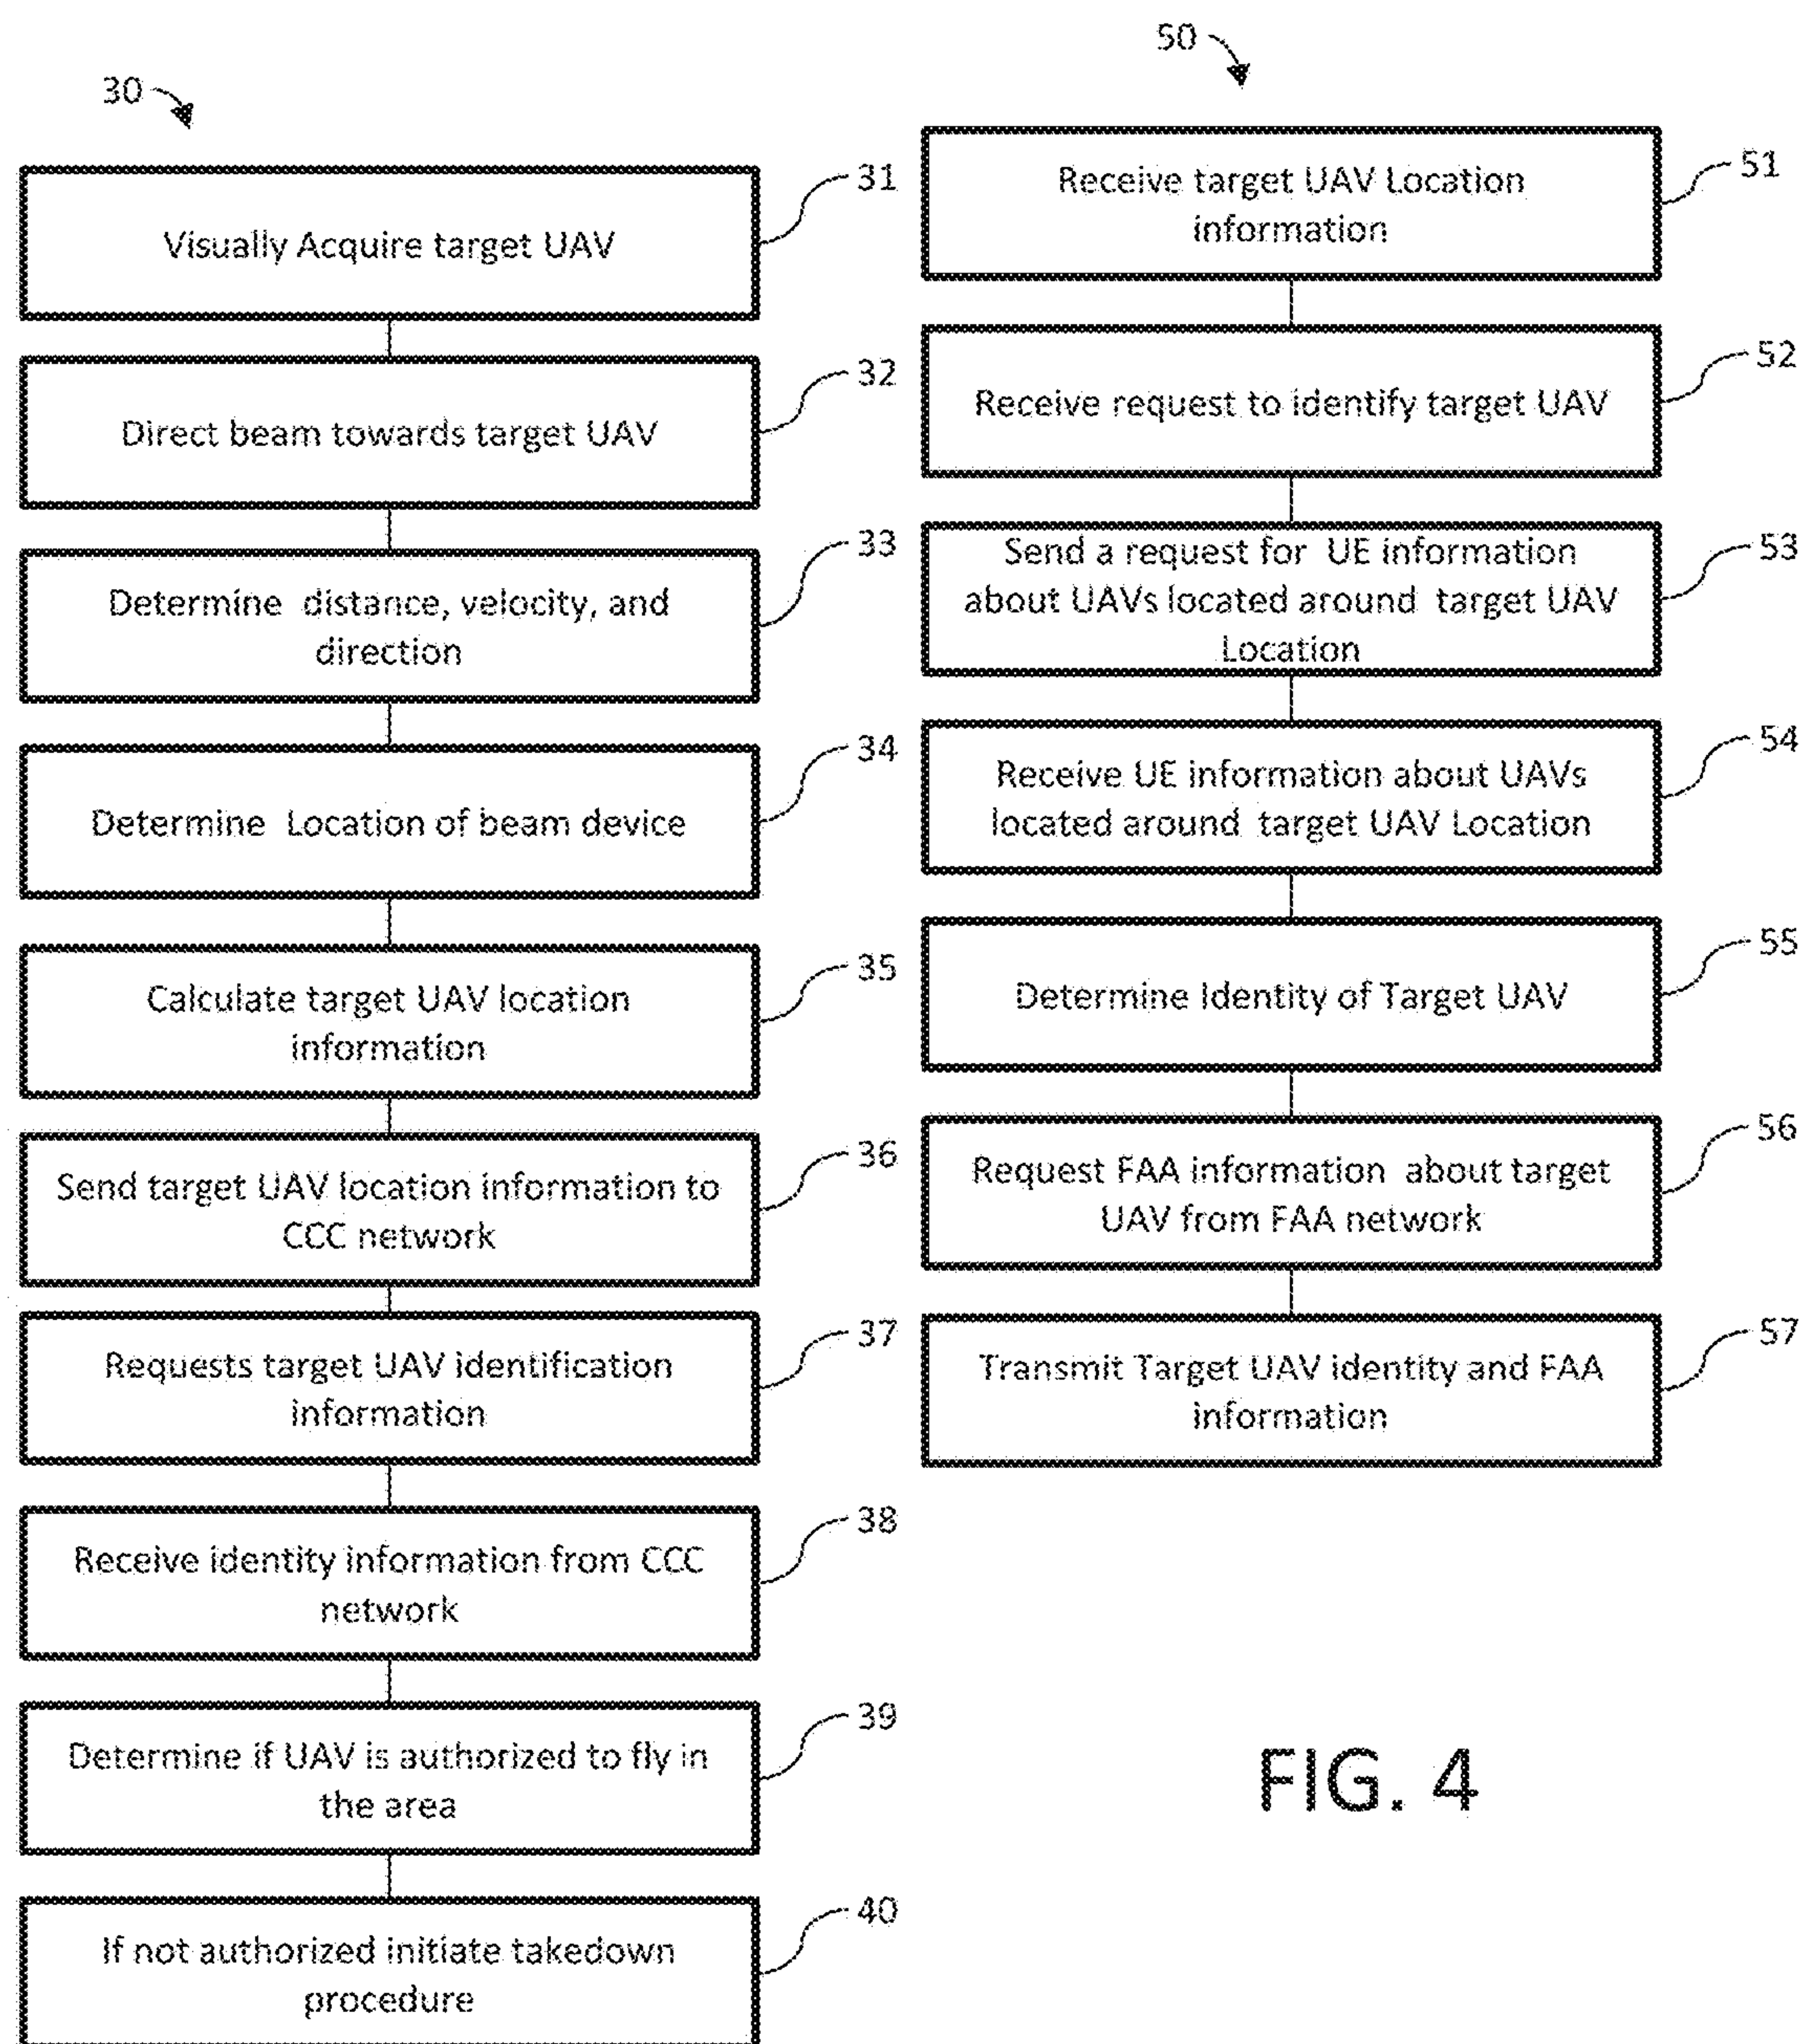 30
Visually Acquire target UAV
31
Direct beam towards target UAV
32
Determine distance, velocity, and
direction
33
Determine Location of beam device
34
Calculate target UAV location
information
35
Send target UAV location information to
CCC network
36
Requests target UAV identification
information
37
Receive identity information from CCC
network
38
Determine if UAV is authorized to fly in
the area
39
If not authorized initiate takedown
procedure
40
50
Receive target UAV Location
information
51
Receive request to identify target UAV
52
Send a request for UE information
about UAVs located around target UAV
Location
53
Receive UE information about UAVs
located around target UAV Location
54
Determine Identity of Target UAV
55
Request FAA information about target
UAV from FAA network
56
Transmit Target UAV identity and FAA
information
57
FIG. 4